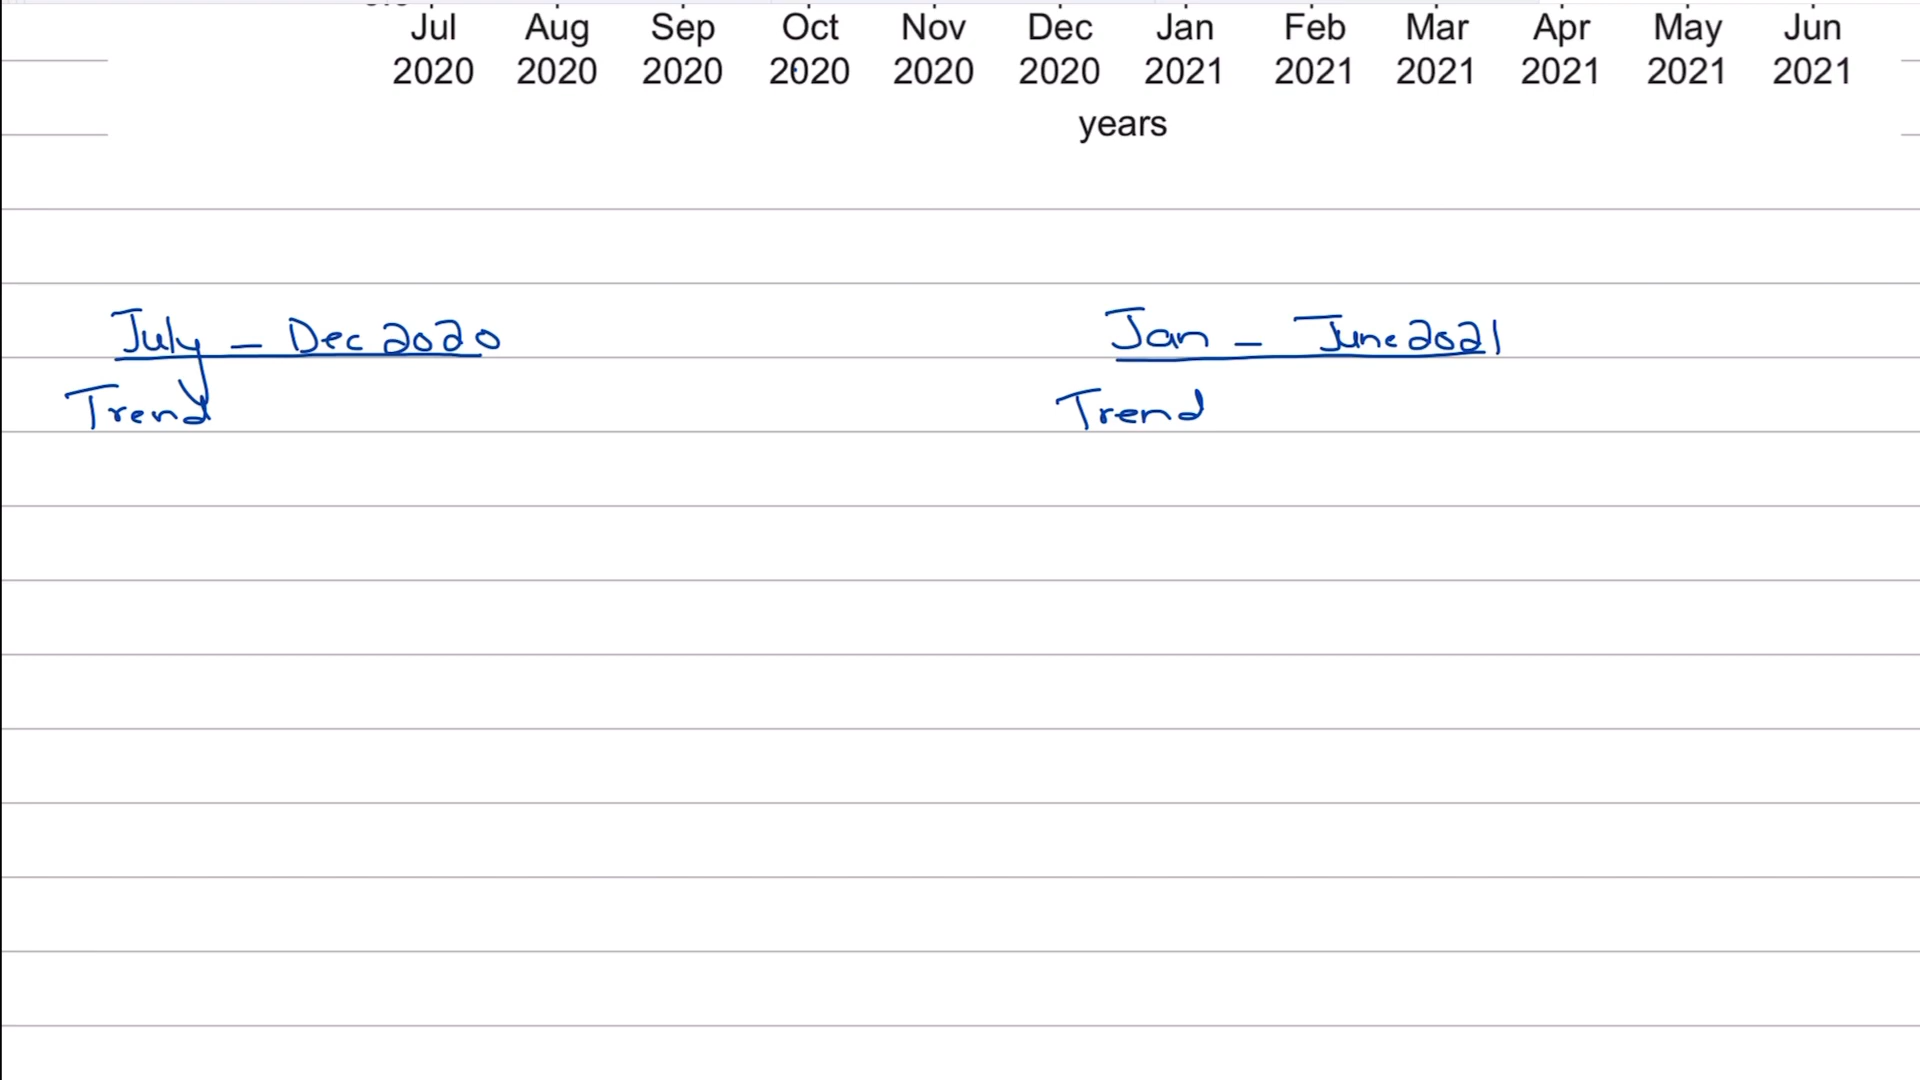 Jul Aug Sep Oct Nov Dec Jan Feb Mar Apr May Jun
2020 2020 2020 2020 2020 2020 2021 2021 2021 2021 2021 2021
years
July – Dec 2020
Trend
Jan – June 2021
Trend